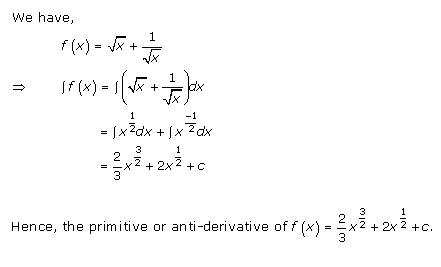 We have,
f(x) = √x + 1/√x
⇒ ∫f(x) = ∫(√x + 1/√x)dx
= ∫x^(1/2)dx + ∫x^(-1/2)dx
= 2/3 x^(3/2) + 2x^(1/2) + c
Hence, the primitive or anti-derivative of f(x) = 2/3 x^(3/2) + 2x^(1/2) + c.